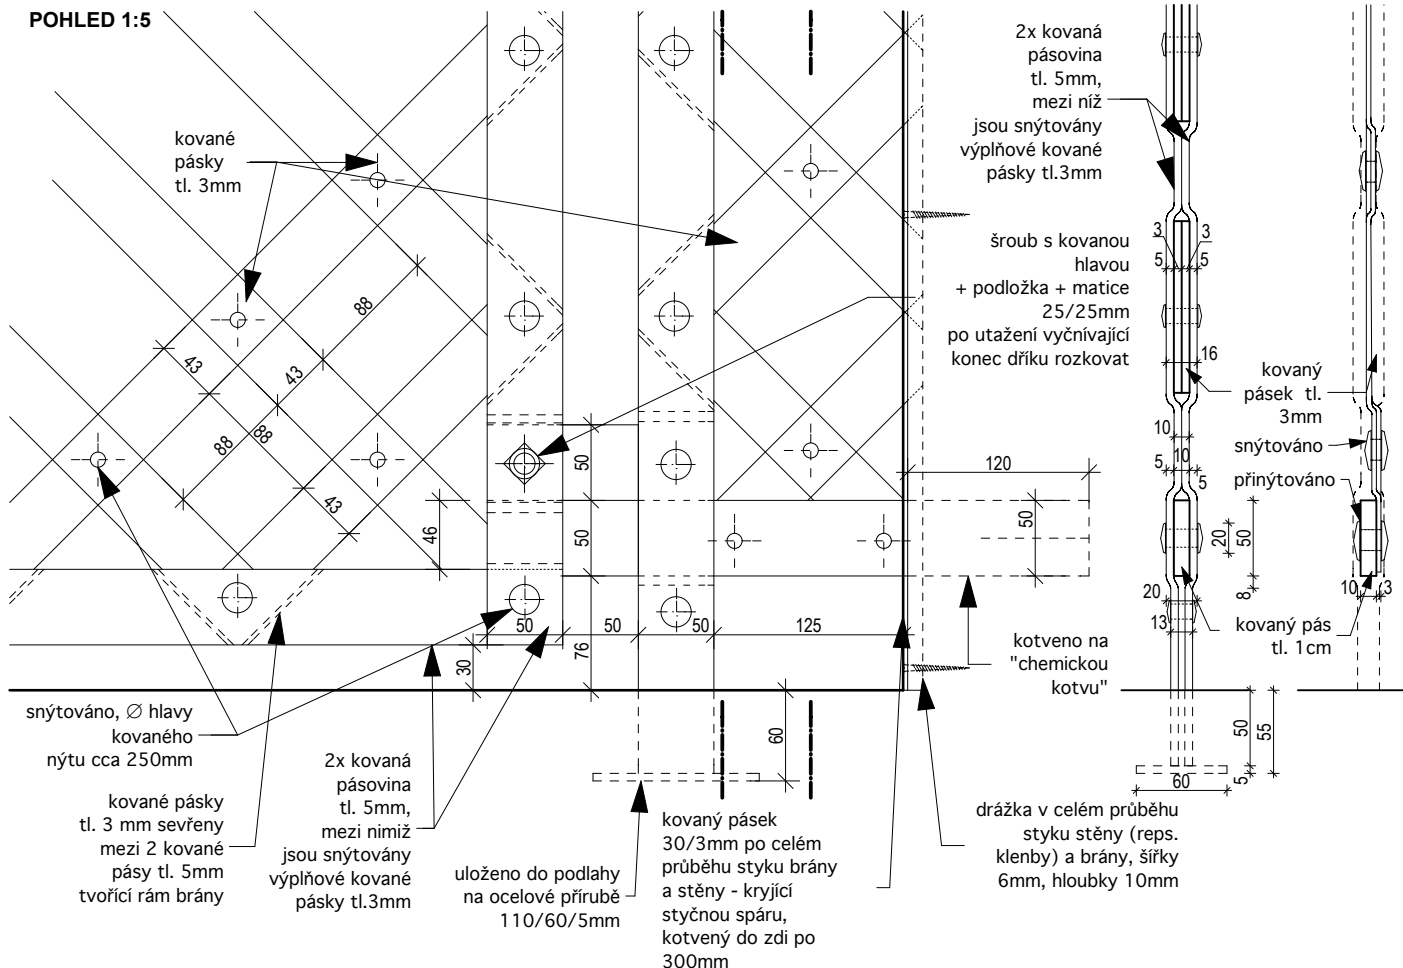 POHLED 1:5
kované
pásky
tl. 3mm
2x kovaná
pásovina
tl. 5mm,
mezi níž
jsou snýtovány
výplňové kované
pásky tl.3mm
šroub s kovanou
hlavou
+ podložka + matice
25/25mm
po utažení vyčnívající
konec dříku rozkovat
3
3
5
5
16
10
10
5
5
kovaný
pásek tl.
3mm
snýtováno
přinýtováno
20
50
8
20
13
10
3
kovaný pás
tl. 1cm
88
43
43
88
88
43
46
50
50
120
50
50
50
50
125
76
30
60
kotveno na
"chemickou
kotvu"
50
55
5
60
snýtováno, ∅ hlavy
kovaného
nýtu cca 250mm
kované pásky
tl. 3 mm sevřeny
mezi 2 kované
pásy tl. 5mm
tvořící rám brány
2x kovaná
pásovina
tl. 5mm,
mezi nimiž
jsou snýtovány
výplňové kované
pásky tl.3mm
uloženo do podlahy
na ocelové přírubě
110/60/5mm
kovaný pásek
30/3mm po celém
průběhu styku brány
a stěny - kryjící
styčnou spáru,
kotvený do zdi po
300mm
drážka v celém průběhu
styku stěny (reps.
klenby) a brány, šířky
6mm, hloubky 10mm